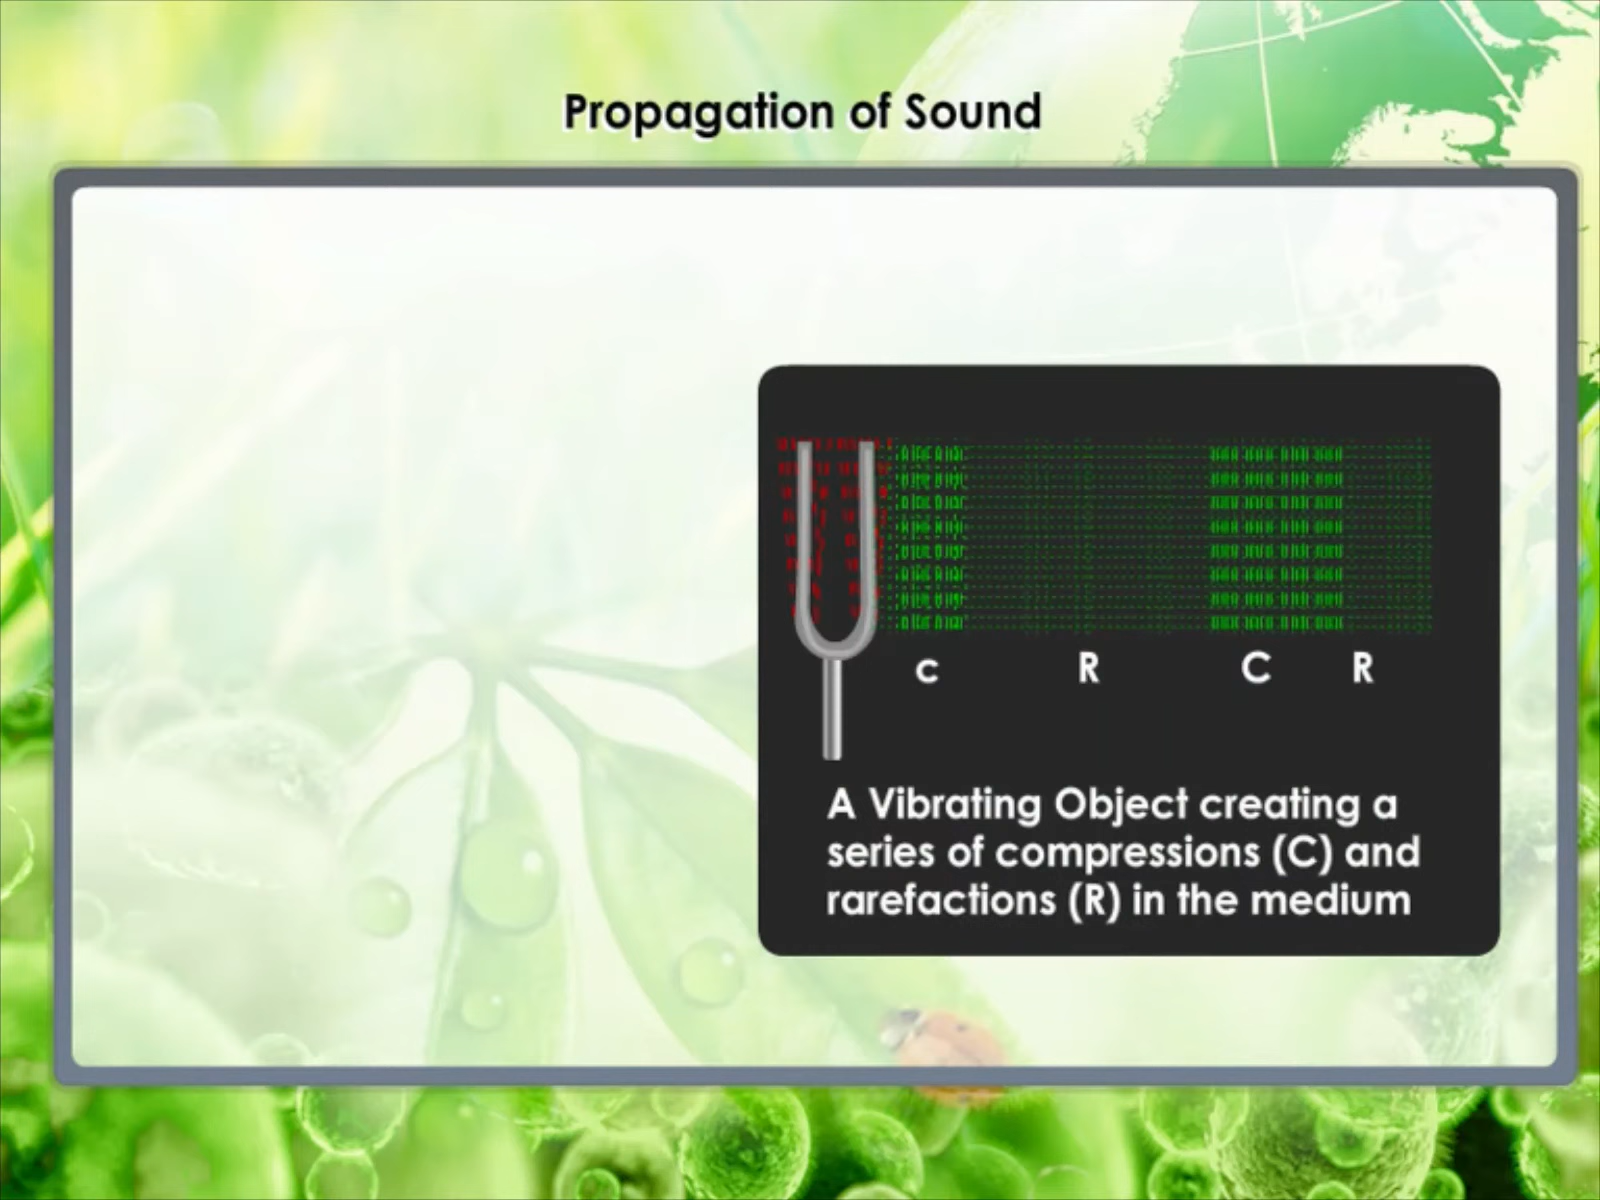 Propagation of Sound
c R C R
A Vibrating Object creating a
series of compressions (C) and
rarefactions (R) in the medium